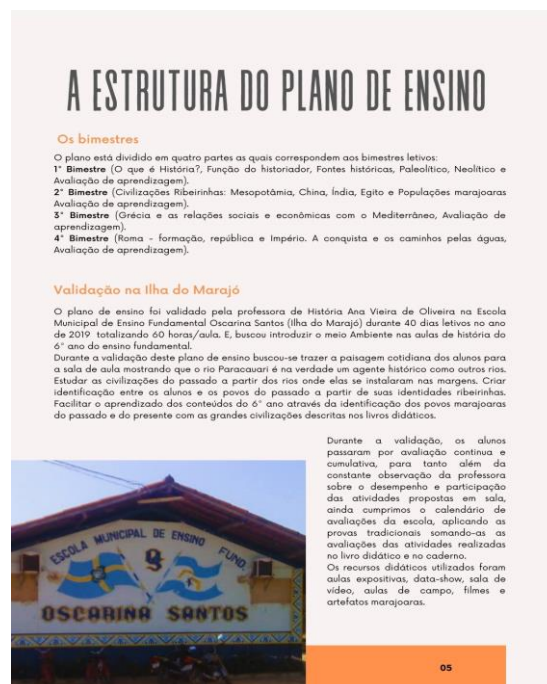 A ESTRUTURA DO PLANO DE ENSINO
Os bimestres
O plano está dividido em quatro partes as quais correspondem aos bimestres letivos:
1° Bimestre (O que é História?, Função do historiador, Fontes históricas, Paleolítico, Neolítico e
Avaliação de aprendizagem).
2° Bimestre (Civilizações Ribeirinhas: Mesopotâmia, China, Índia, Egito e Populações marajoaras
Avaliação de aprendizagem).
3° Bimestre (Grécia e as relações sociais e econômicas com o Mediterrâneo, Avaliação de
aprendizagem).
4° Bimestre (Roma - formação, república e Império. A conquista e os caminhos pelas águas,
Avaliação de aprendizagem).
Validação na Ilha do Marajó
O plano de ensino foi validado pela professora de História Ana Vieira de Oliveira na Escola
Municipal de Ensino Fundamental Oscarina Santos (Ilha do Marajó) durante 40 dias letivos no ano
de 2019 totalizando 60 horas/aula. E, buscou introduzir o meio Ambiente nas aulas de história do
6° ano do ensino fundamental.
Durante a validação deste plano de ensino buscou-se trazer a paisagem cotidiana dos alunos para
a sala de aula mostrando que o rio Paracauari é na verdade um agente histórico como outros rios.
Estudar as civilizações do passado a partir dos rios onde elas se instalaram nas margens. Criar
identificação entre os alunos e os povos do passado a partir de suas identidades ribeirinhas.
Facilitar o aprendizado dos conteúdos do 6° ano através da identificação dos povos marajoaras
do passado e do presente com as grandes civilizações descritas nos livros didáticos.
Durante a validação, os alunos
passaram por avaliação continua e
cumulativa, para tanto além da
constante observação da professora
sobre o desempenho e participação
das atividades propostas em sala,
ainda cumprimos o calendário de
avaliações da escola, aplicando as
provas tradicionais somando-as as
avaliações das atividades realizadas
no livro didático e no caderno.
Os recursos didáticos utilizados foram
aulas expositivas, data-show, sala de
vídeo, aulas de campo, filmes e
artefatos marajoaras.
ESCOLA MUNICIPAL DE ENSINO FUND.
OSCARINA SANTOS
05